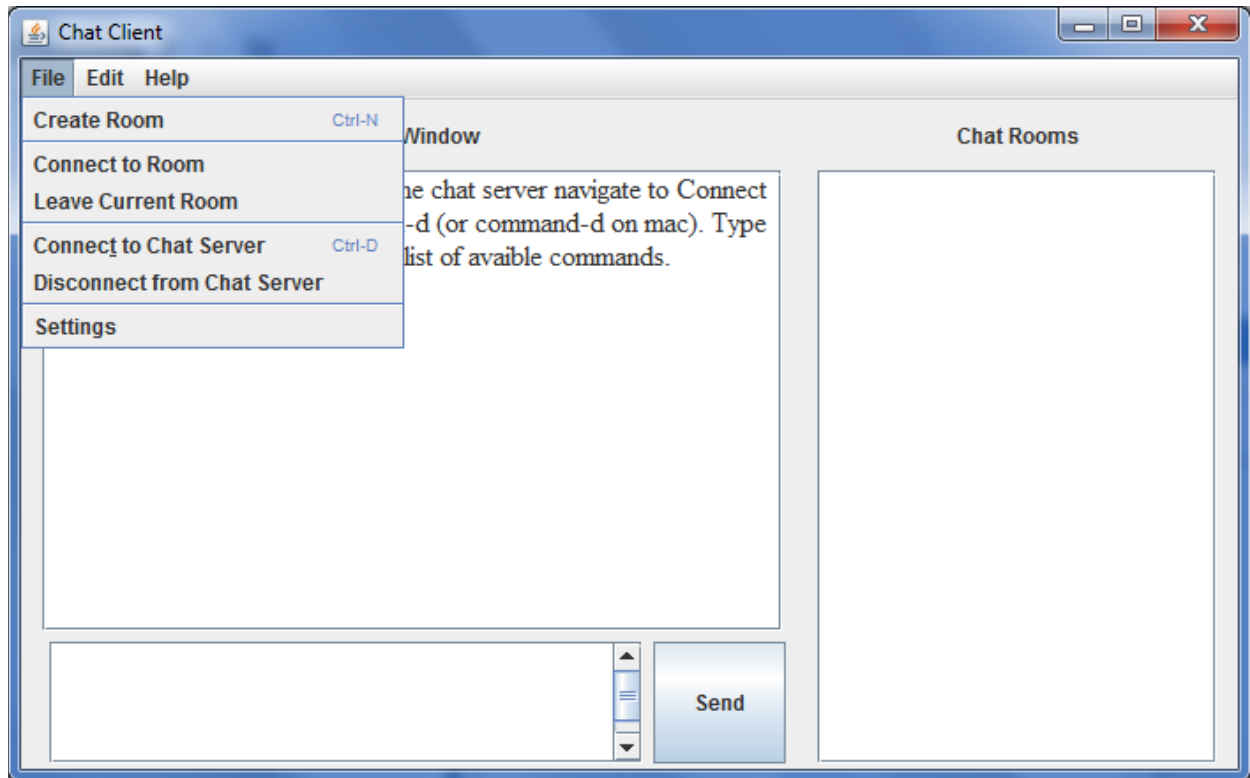 Chat Client
File Edit Help
Create Room Ctrl-N
Connect to Room
Leave Current Room
Connect to Chat Server Ctrl-D
Disconnect from Chat Server
Settings
Window
chat server navigate to Connect
-d (or command-d on mac). Type
list of avaible commands.
Send
Chat Rooms